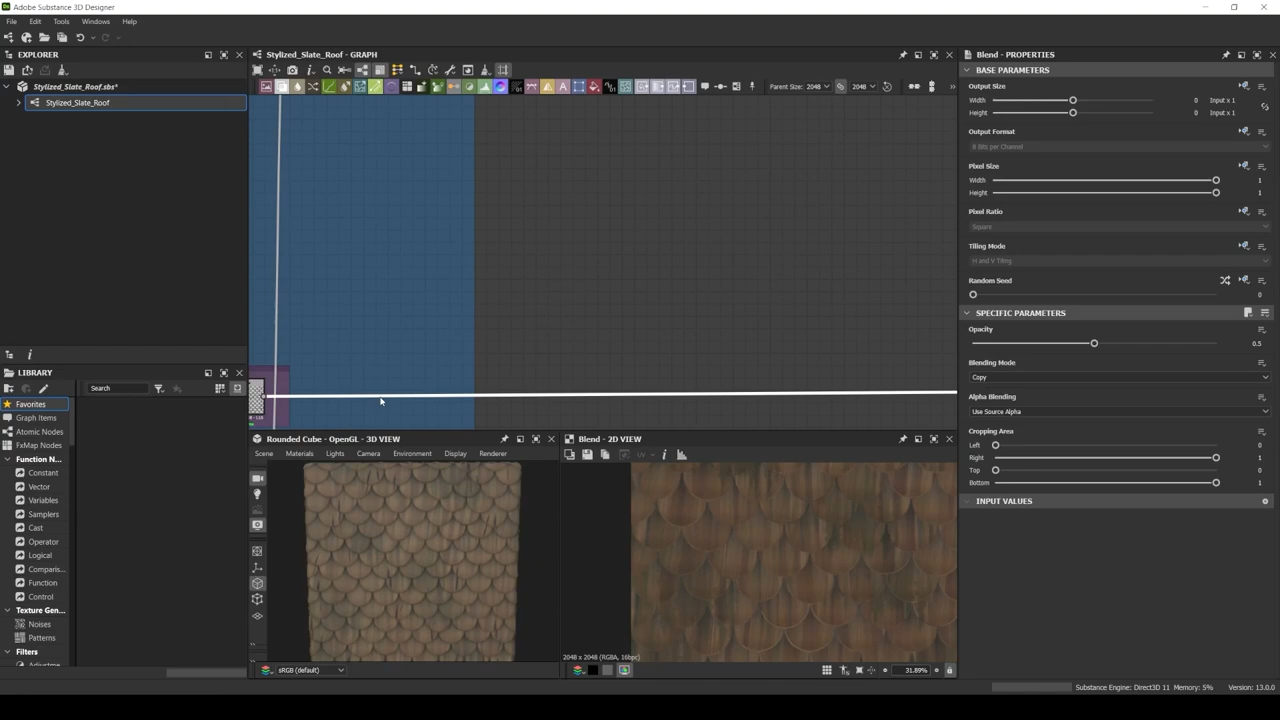 Adobe Substance 3D Designer
File Edit Tools Windows Help
EXPLORER
Stylized_Slate_Roof.sbs*
Stylized_Slate_Roof
LIBRARY
Search
Favorites
Graph Items
Atomic Nodes
FxMap Nodes
Function N...
Constant
Vector
Variables
Samplers
Cast
Operator
Logical
Comparis...
Function
Control
Texture Gen...
Noises
Patterns
Filters
Adjustme...
Stylized_Slate_Roof - GRAPH
Parent Size: 2048 2048
Rounded Cube - OpenGL - 3D VIEW
Scene Materials Lights Camera Environment Display Renderer
sRGB (default)
Blend - 2D VIEW
UV
2048 x 2048 (RGBA, 16bpc)
31.89%
Blend - PROPERTIES
BASE PARAMETERS
Output Size
Width 0 Input x 1
Height 0 Input x 1
Output Format
8 Bits per Channel
Pixel Size
Width 1
Height 1
Pixel Ratio
Square
Tiling Mode
H and V Tiling
Random Seed
0
SPECIFIC PARAMETERS
Opacity
0.5
Blending Mode
Copy
Alpha Blending
Use Source Alpha
Cropping Area
Left 0
Right 1
Top 0
Bottom 1
INPUT VALUES
Substance Engine: Direct3D 11 Memory: 5% Version: 13.0.0